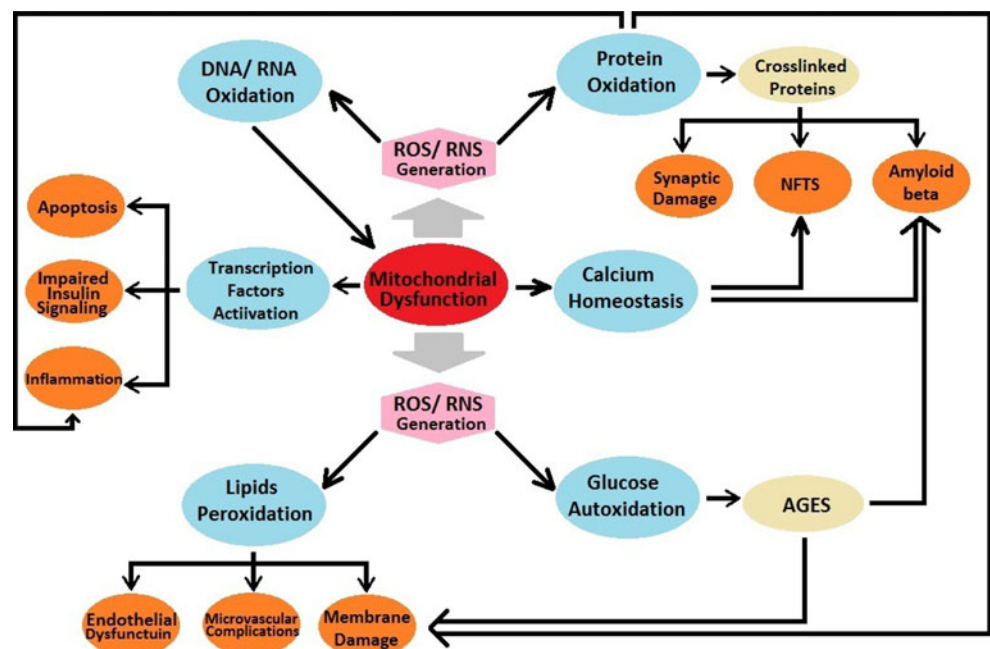 DNA/ RNA
Oxidation
Protein
Oxidation
Crosslinked
Proteins
ROS/ RNS
Generation
Synaptic
Damage
NFTS
Amyloid
beta
Apoptosis
Impaired
Insulin
Signaling
Inflammation
Transcription
Factors
Actiivation
Mitochondrial
Dysfunction
Calcium
Homeostasis
ROS/ RNS
Generation
Lipids
Peroxidation
Glucose
Autoxidation
AGES
Endothelial
Dysfunctuin
Microvascular
Complications
Membrane
Damage